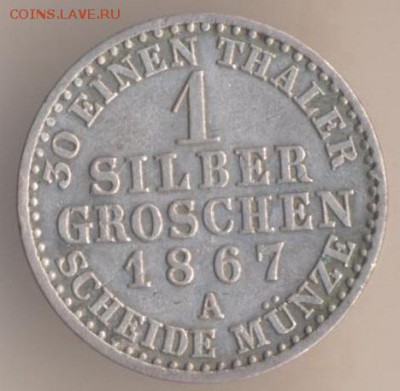 COINS.LAVE.RU
30 EINEN THALER
1
SILBER
GROSCHEN
1867
A
SCHEIDE MÜNZE